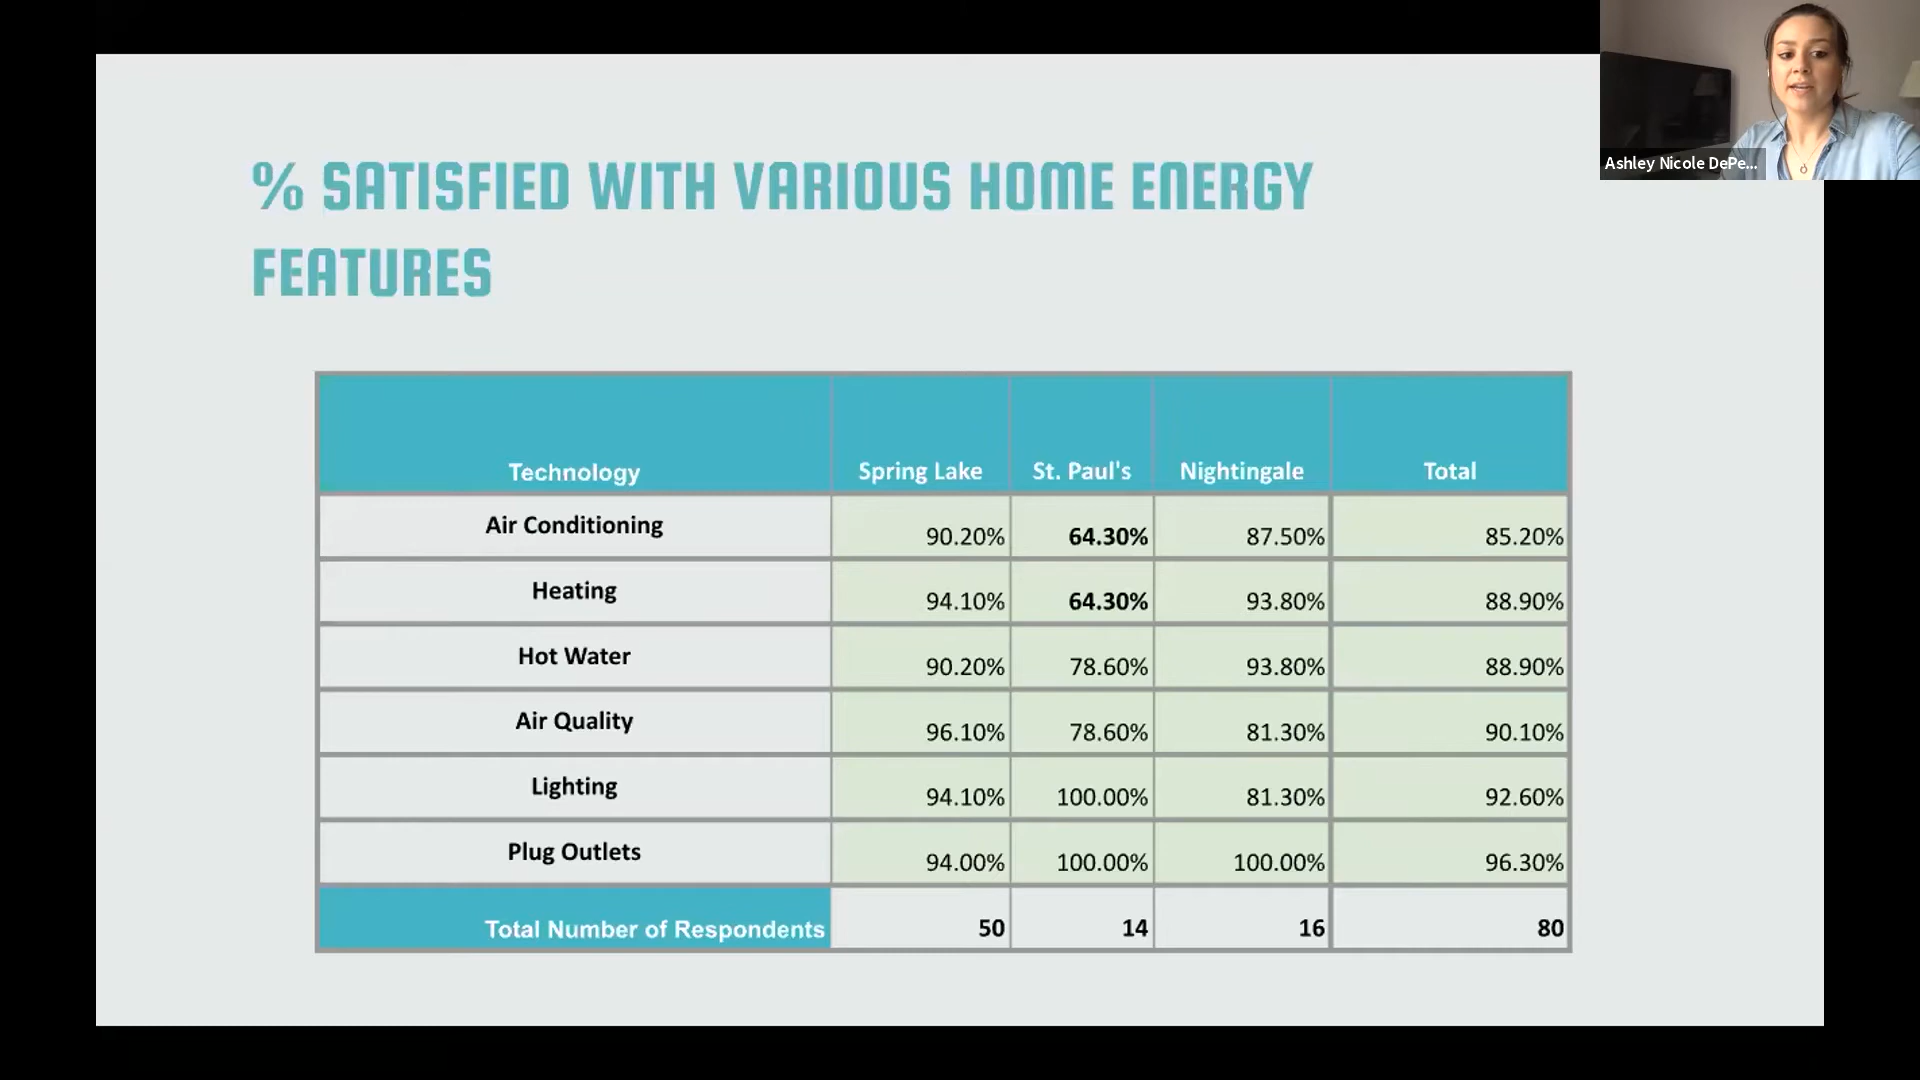 Ashley Nicole DePe...
% SATISFIED WITH VARIOUS HOME ENERGY
FEATURES
Technology Spring Lake St. Paul's Nightingale Total
Air Conditioning 90.20% 64.30% 87.50% 85.20%
Heating 94.10% 64.30% 93.80% 88.90%
Hot Water 90.20% 78.60% 93.80% 88.90%
Air Quality 96.10% 78.60% 81.30% 90.10%
Lighting 94.10% 100.00% 81.30% 92.60%
Plug Outlets 94.00% 100.00% 100.00% 96.30%
Total Number of Respondents 50 14 16 80